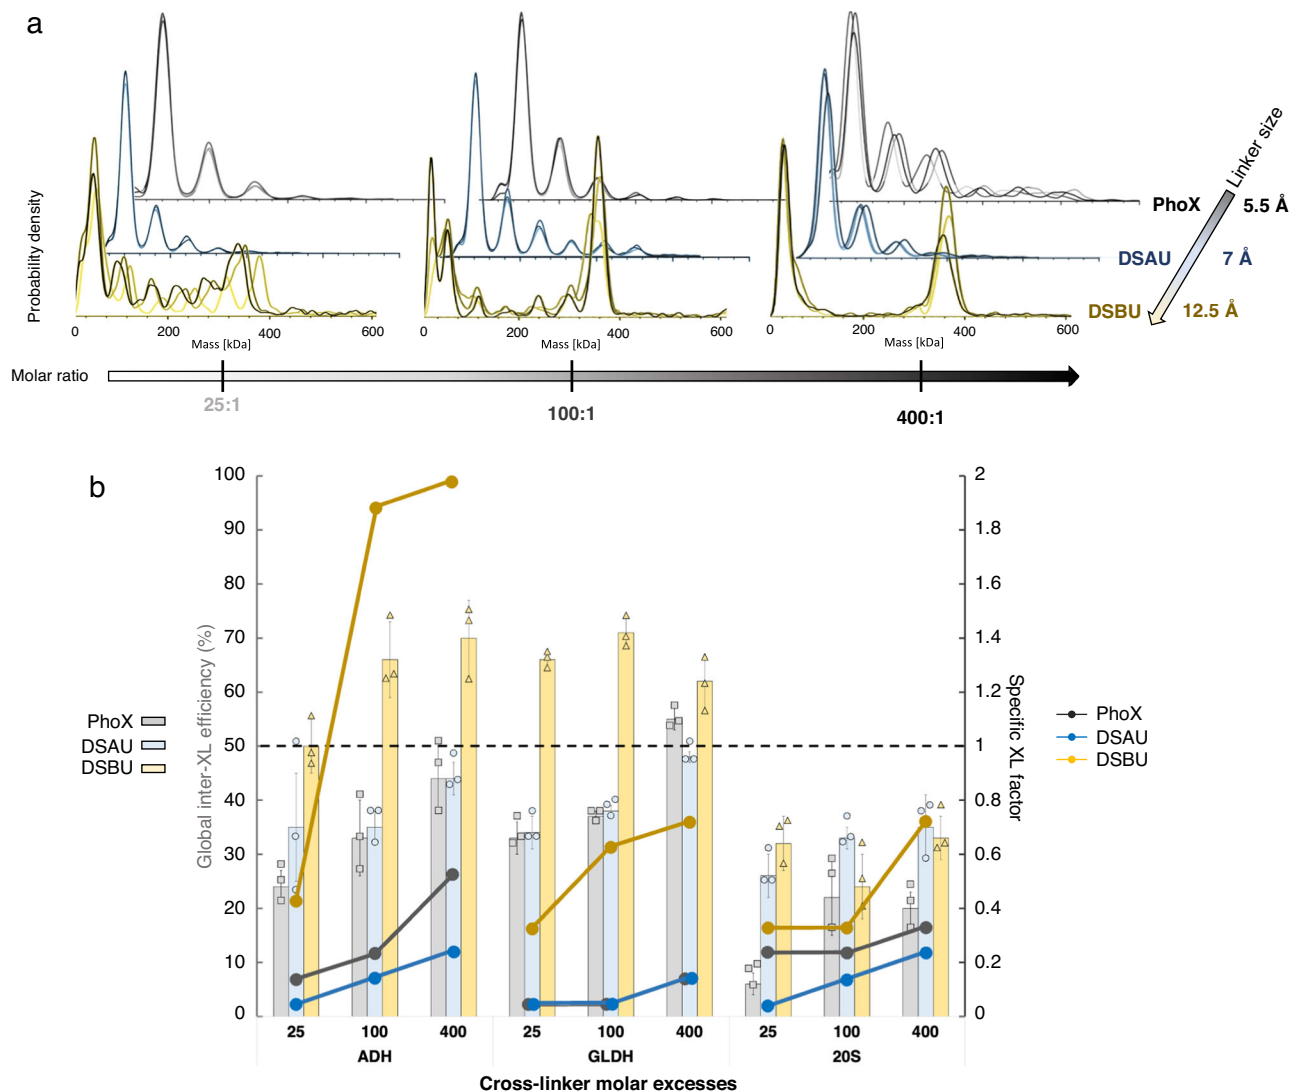 a
Probability density
Linker size
PhoX 5.5 Å
DSAU 7 Å
DSBU 12.5 Å
0 200 400 600
0 200 400 600
0 200 400 600
Mass [kDa]
Mass [kDa]
Mass [kDa]
Molar ratio
25:1
100:1
400:1
b
Global inter-XL efficiency (%)
100
90
80
70
60
50
40
30
20
10
0
2
1.8
1.6
1.4
1.2
1
0.8
0.6
0.4
0.2
0
Specific XL factor
PhoX
DSAU
DSBU
PhoX
DSAU
DSBU
25 100 400 25 100 400 25 100 400
ADH GLDH 20S
Cross-linker molar excesses